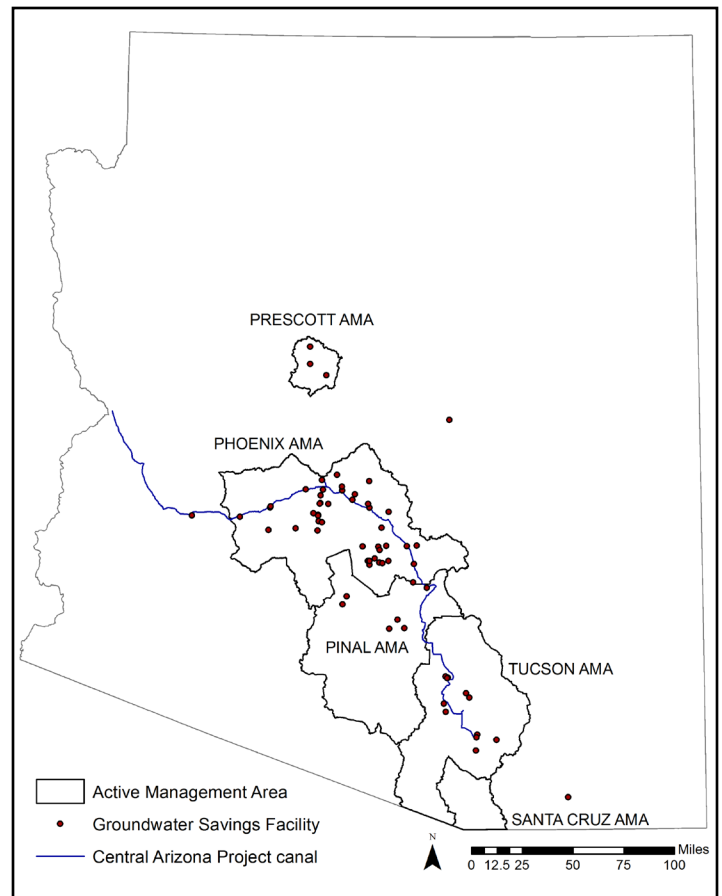 PRESCOTT AMA
PHOENIX AMA
PINAL AMA
TUCSON AMA
SANTA CRUZ AMA
Active Management Area
Groundwater Savings Facility
Central Arizona Project canal
N
Miles
0 12.5 25 50 75 100